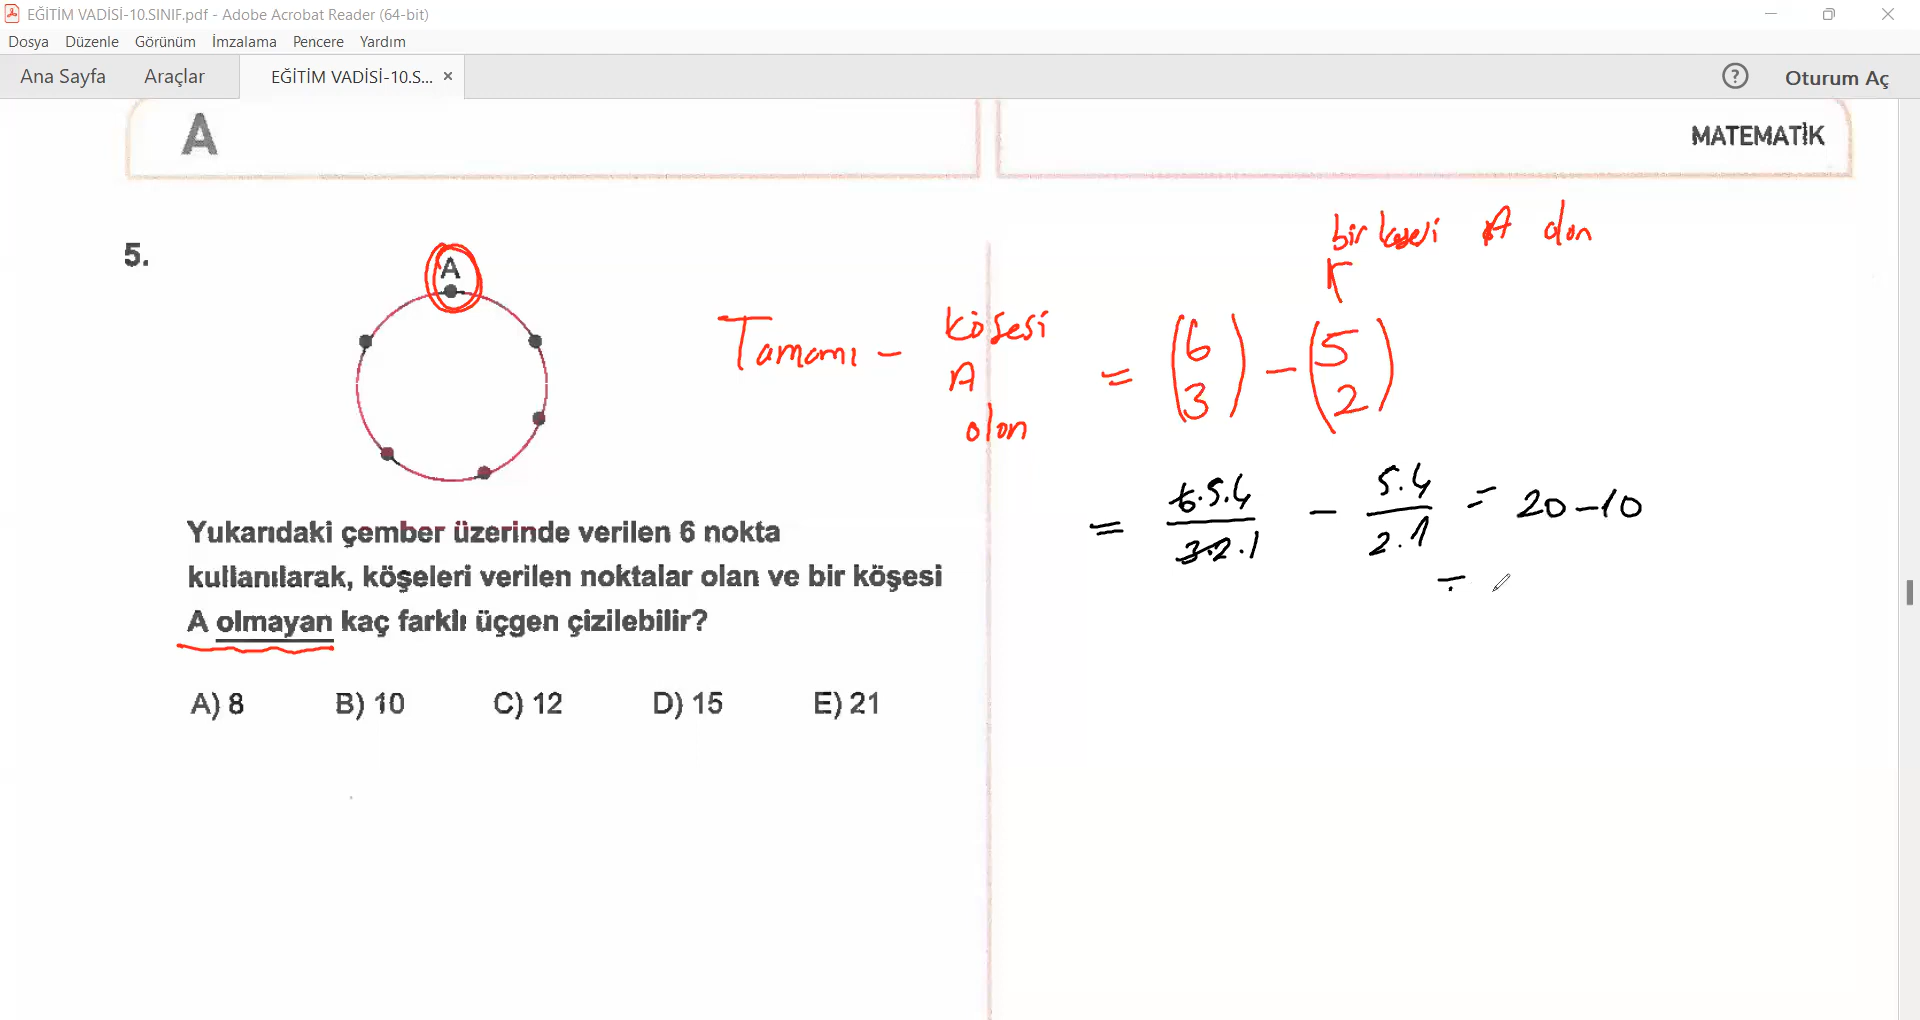 EĞİTİM VADİSİ-10.SINIF.pdf - Adobe Acrobat Reader (64-bit)
Dosya Düzenle Görünüm İmzalama Pencere Yardım
Ana Sayfa Araçlar EĞİTİM VADİSİ-10.S... × ? Oturum Aç
A MATEMATİK
5.
A
Yukarıdaki çember üzerinde verilen 6 nokta
kullanılarak, köşeleri verilen noktalar olan ve bir köşesi
A olmayan kaç farklı üçgen çizilebilir?
A) 8 B) 10 C) 12 D) 15 E) 21
bir köşesi A olan
Tamamı - köşesi
A
olan
= (6 3) - (5 2)
= 6.5.4 / 3.2.1 - 5.4 / 2.1 = 20-10
=